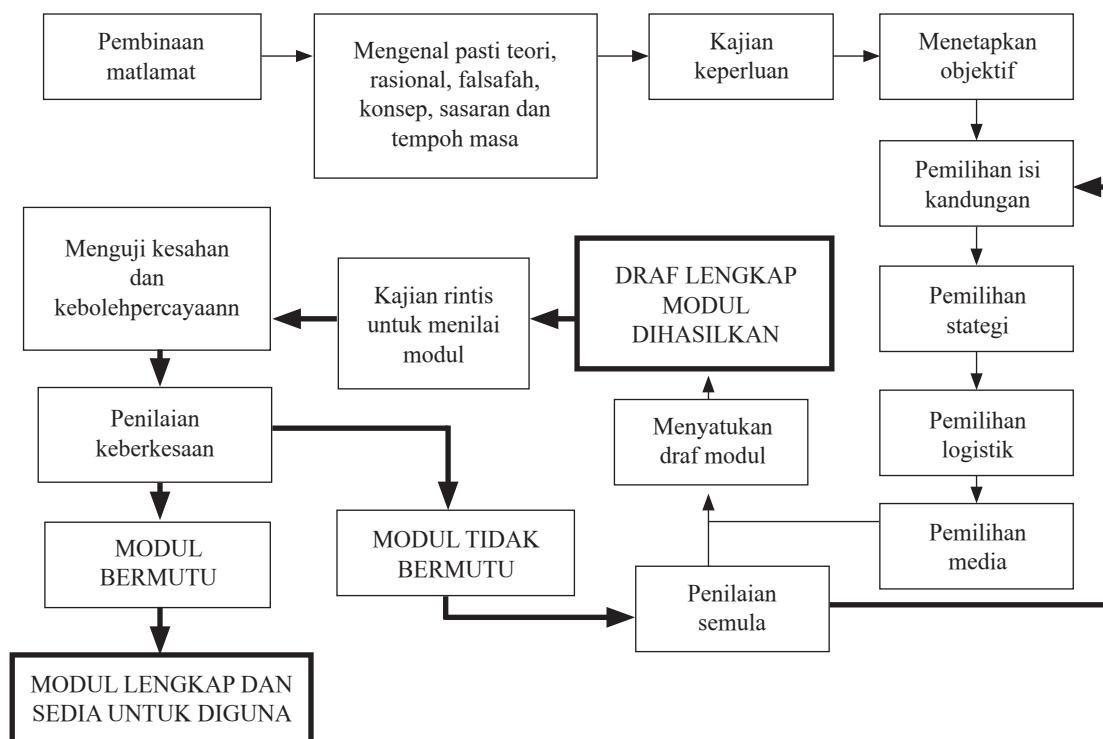 Pembinaan
matlamat
Mengenal pasti teori,
rasional, falsafah,
konsep, sasaran dan
tempoh masa
Kajian
keperluan
Menetapkan
objektif
Pemilihan isi
kandungan
Pemilihan
stategi
Pemilihan
logistik
Pemilihan
media
Menyatukan
draf modul
DRAF LENGKAP
MODUL
DIHASILKAN
Kajian rintis
untuk menilai
modul
Menguji kesahan
dan
kebolehpercayaann
Penilaian
keberkesaan
MODUL
BERMUTU
MODUL TIDAK
BERMUTU
Penilaian
semula
MODUL LENGKAP DAN
SEDIA UNTUK DIGUNA